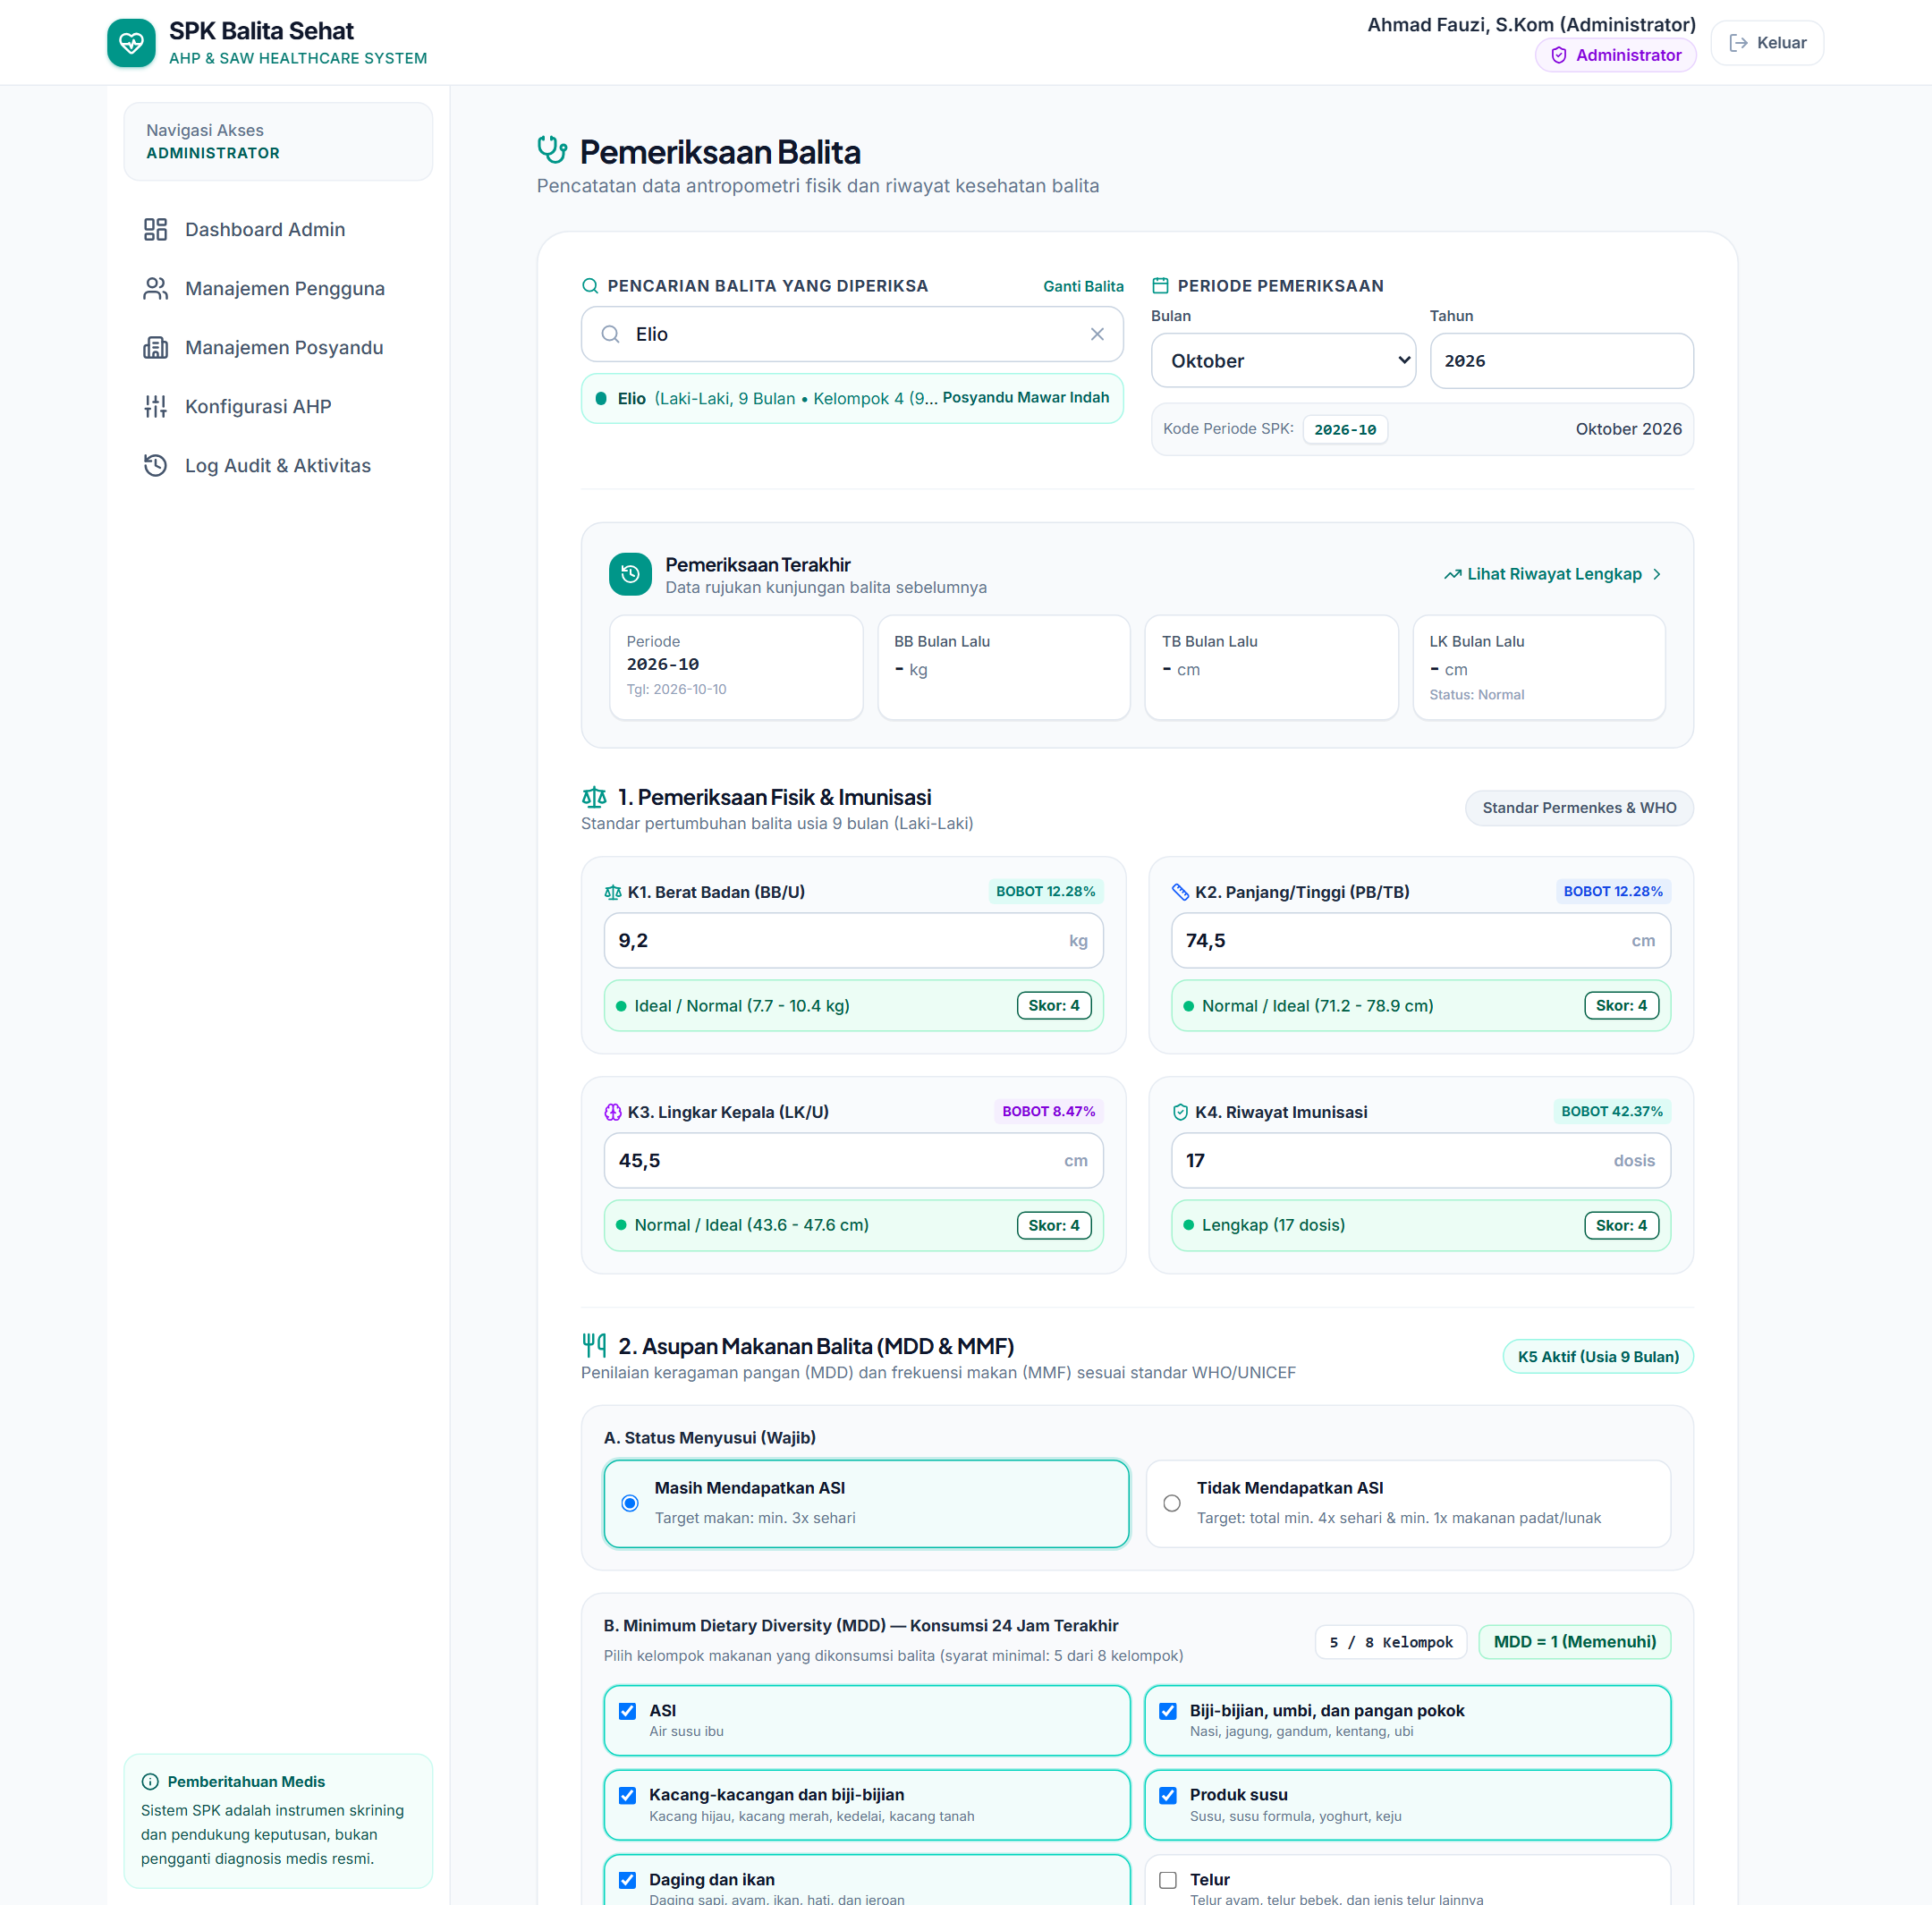 SPK Balita Sehat
AHP & SAW HEALTHCARE SYSTEM
Ahmad Fauzi, S.Kom (Administrator)
Administrator
Keluar
Navigasi Akses
ADMINISTRATOR
Dashboard Admin
Manajemen Pengguna
Manajemen Posyandu
Konfigurasi AHP
Log Audit & Aktivitas
Pemberitahuan Medis
Sistem SPK adalah instrumen skrining
dan pendukung keputusan, bukan
pengganti diagnosis medis resmi.
Pemeriksaan Balita
Pencatatan data antropometri fisik dan riwayat kesehatan balita
PENCARIAN BALITA YANG DIPERIKSA
Ganti Balita
Elio
Elio (Laki-Laki, 9 Bulan • Kelompok 4 (9... Posyandu Mawar Indah
PERIODE PEMERIKSAAN
Bulan
Tahun
Oktober
2026
Kode Periode SPK: 2026-10
Oktober 2026
Pemeriksaan Terakhir
Data rujukan kunjungan balita sebelumnya
Lihat Riwayat Lengkap
Periode
2026-10
Tgl: 2026-10-10
BB Bulan Lalu
- kg
TB Bulan Lalu
- cm
LK Bulan Lalu
- cm
Status: Normal
1. Pemeriksaan Fisik & Imunisasi
Standar pertumbuhan balita usia 9 bulan (Laki-Laki)
Standar Permenkes & WHO
K1. Berat Badan (BB/U)
BOBOT 12.28%
9,2 kg
Ideal / Normal (7.7 - 10.4 kg)
Skor: 4
K2. Panjang/Tinggi (PB/TB)
BOBOT 12.28%
74,5 cm
Normal / Ideal (71.2 - 78.9 cm)
Skor: 4
K3. Lingkar Kepala (LK/U)
BOBOT 8.47%
45,5 cm
Normal / Ideal (43.6 - 47.6 cm)
Skor: 4
K4. Riwayat Imunisasi
BOBOT 42.37%
17 dosis
Lengkap (17 dosis)
Skor: 4
2. Asupan Makanan Balita (MDD & MMF)
Penilaian keragaman pangan (MDD) dan frekuensi makan (MMF) sesuai standar WHO/UNICEF
K5 Aktif (Usia 9 Bulan)
A. Status Menyusui (Wajib)
Masih Mendapatkan ASI
Target makan: min. 3x sehari
Tidak Mendapatkan ASI
Target: total min. 4x sehari & min. 1x makanan padat/lunak
B. Minimum Dietary Diversity (MDD) — Konsumsi 24 Jam Terakhir
Pilih kelompok makanan yang dikonsumsi balita (syarat minimal: 5 dari 8 kelompok)
5 / 8 Kelompok
MDD = 1 (Memenuhi)
ASI
Air susu ibu
Biji-bijian, umbi, dan pangan pokok
Nasi, jagung, gandum, kentang, ubi
Kacang-kacangan dan biji-bijian
Kacang hijau, kacang merah, kedelai, kacang tanah
Produk susu
Susu, susu formula, yoghurt, keju
Daging dan ikan
Daging sapi, ayam, ikan, hati, dan jeroan
Telur
Telur ayam, telur bebek, dan jenis telur lainnya